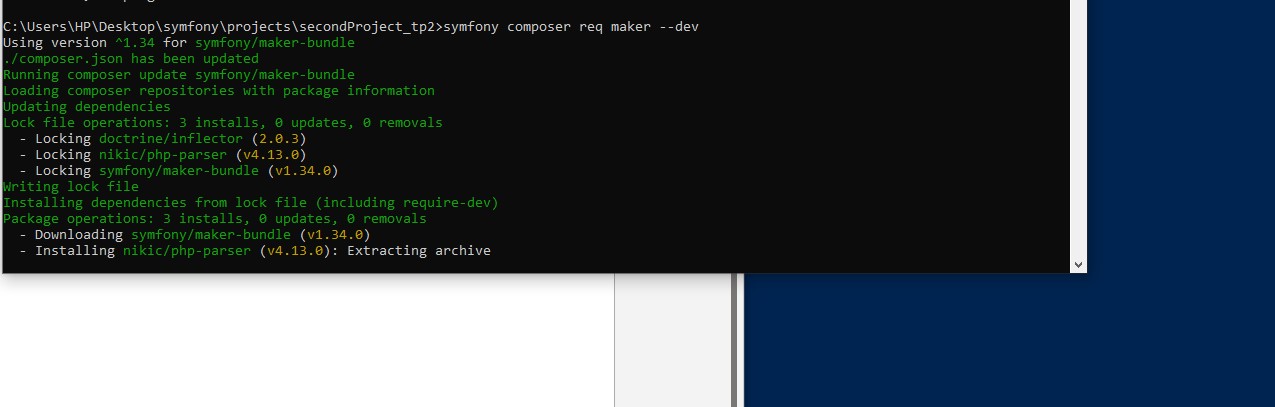 C:\Users\HP\Desktop\symfony\projects\secondProject_tp2>symfony composer req maker --dev
Using version ^1.34 for symfony/maker-bundle
./composer.json has been updated
Running composer update symfony/maker-bundle
Loading composer repositories with package information
Updating dependencies
Lock file operations: 3 installs, 0 updates, 0 removals
  - Locking doctrine/inflector (2.0.3)
  - Locking nikic/php-parser (v4.13.0)
  - Locking symfony/maker-bundle (v1.34.0)
Writing lock file
Installing dependencies from lock file (including require-dev)
Package operations: 3 installs, 0 updates, 0 removals
  - Downloading symfony/maker-bundle (v1.34.0)
  - Installing nikic/php-parser (v4.13.0): Extracting archive